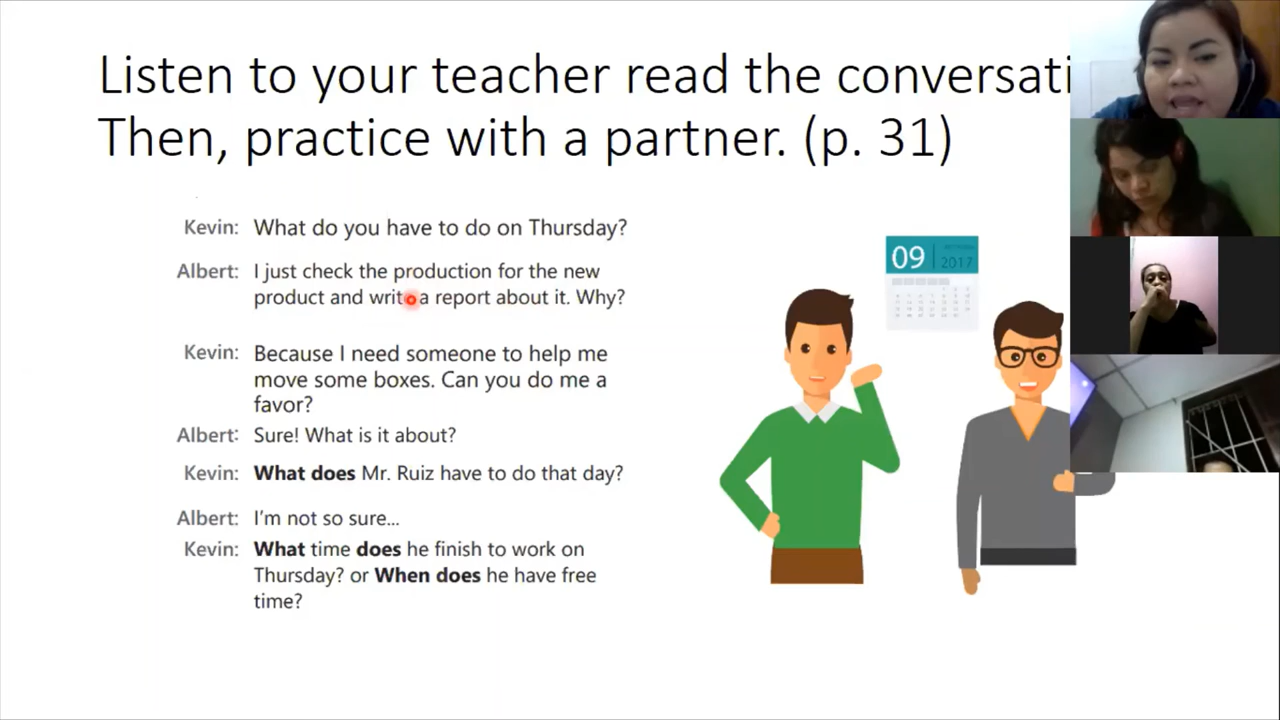 Listen to your teacher read the conversati
Then, practice with a partner. (p. 31)
Kevin: What do you have to do on Thursday?
Albert: I just check the production for the new
product and write a report about it. Why?
Kevin: Because I need someone to help me
move some boxes. Can you do me a
favor?
Albert: Sure! What is it about?
Kevin: What does Mr. Ruiz have to do that day?
Albert: I'm not so sure...
Kevin: What time does he finish to work on
Thursday? or When does he have free
time?
09
2017